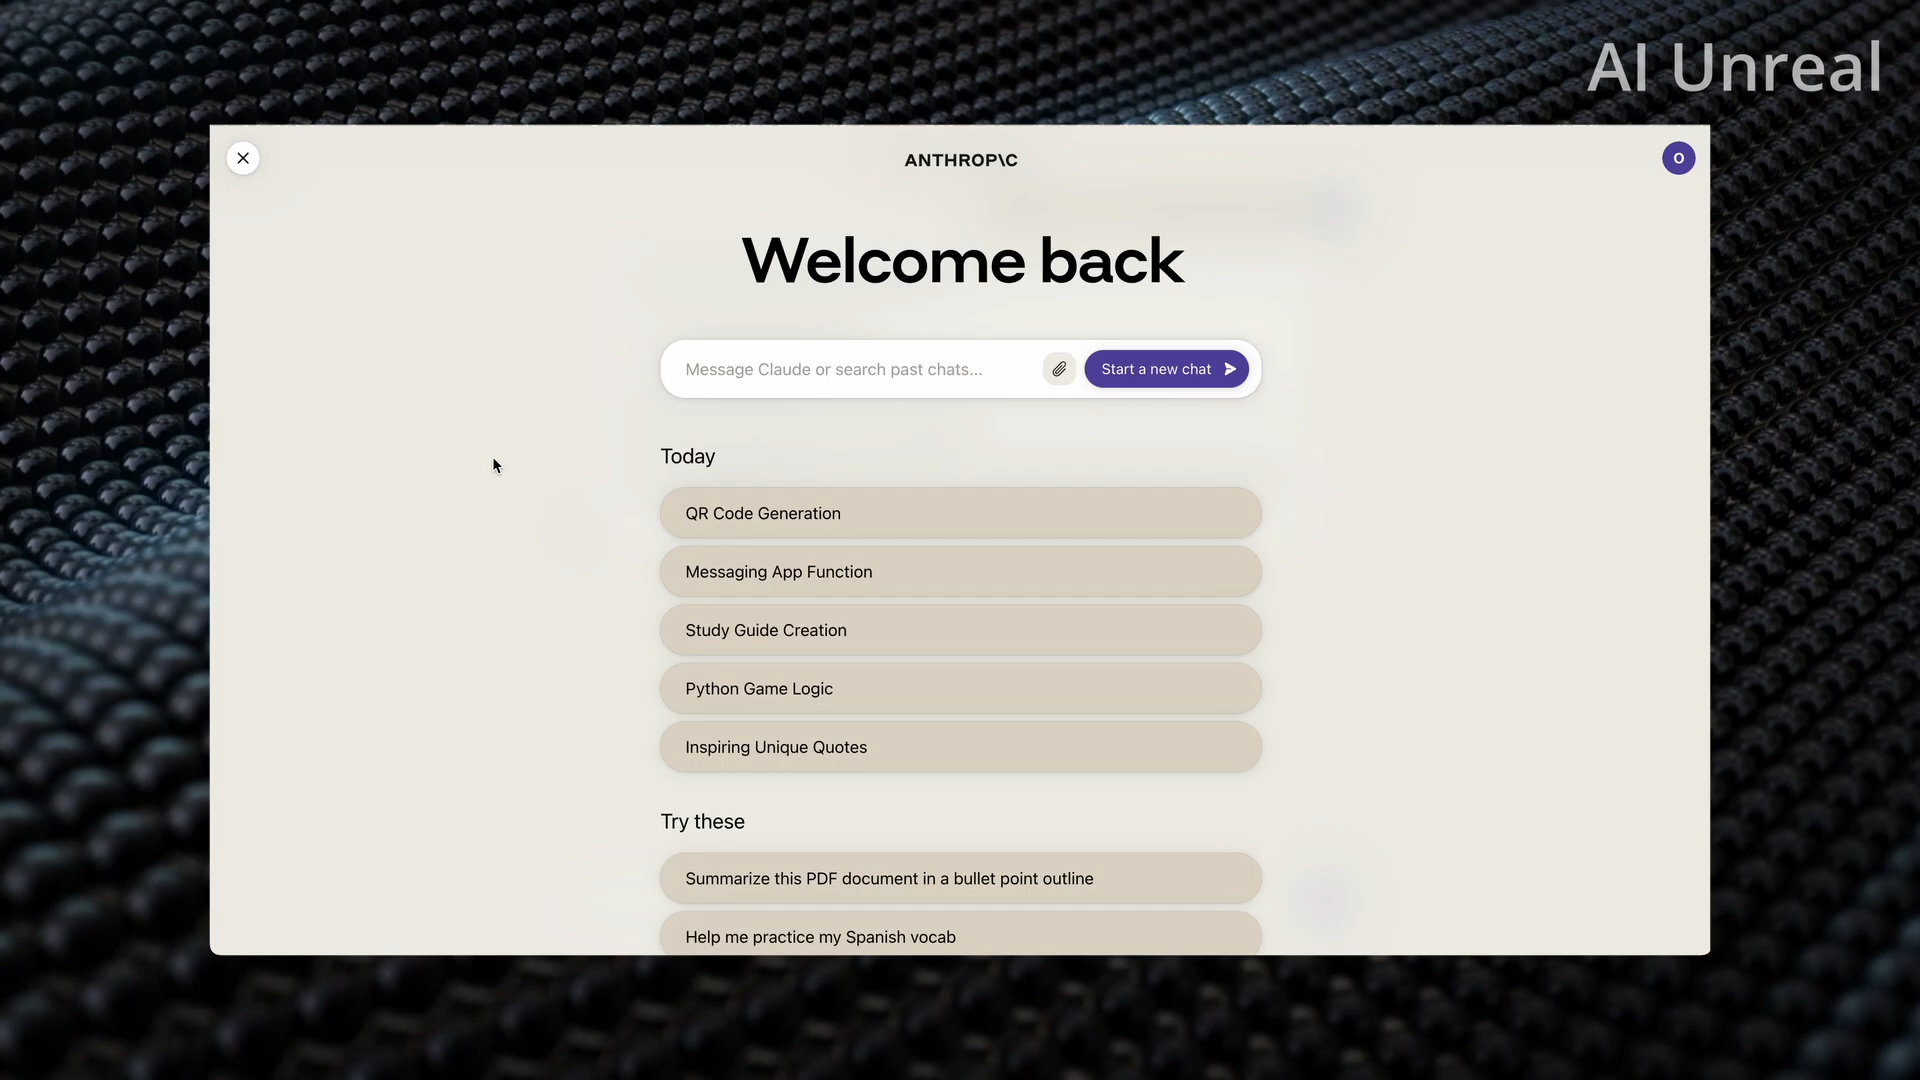 AI Unreal
ANTHROP\C
O
Welcome back
Message Claude or search past chats...
Start a new chat
Today
QR Code Generation
Messaging App Function
Study Guide Creation
Python Game Logic
Inspiring Unique Quotes
Try these
Summarize this PDF document in a bullet point outline
Help me practice my Spanish vocab